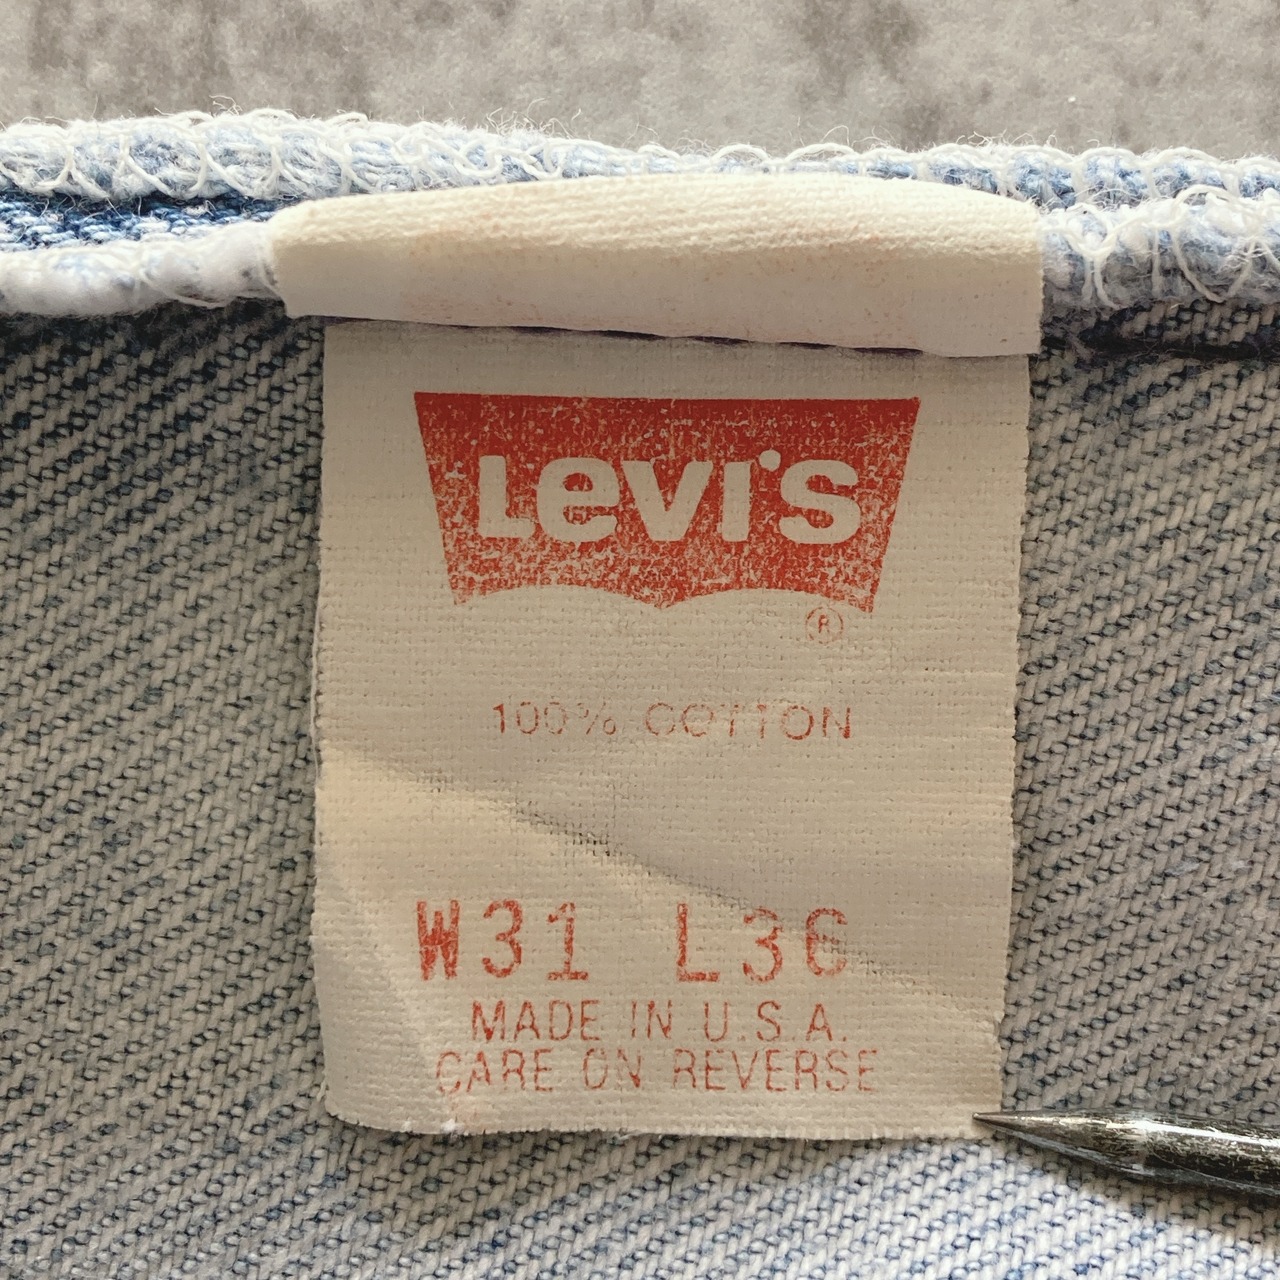 Levi's
®
100% COTTON
W31 L36
MADE IN U.S.A.
CARE ON REVERSE